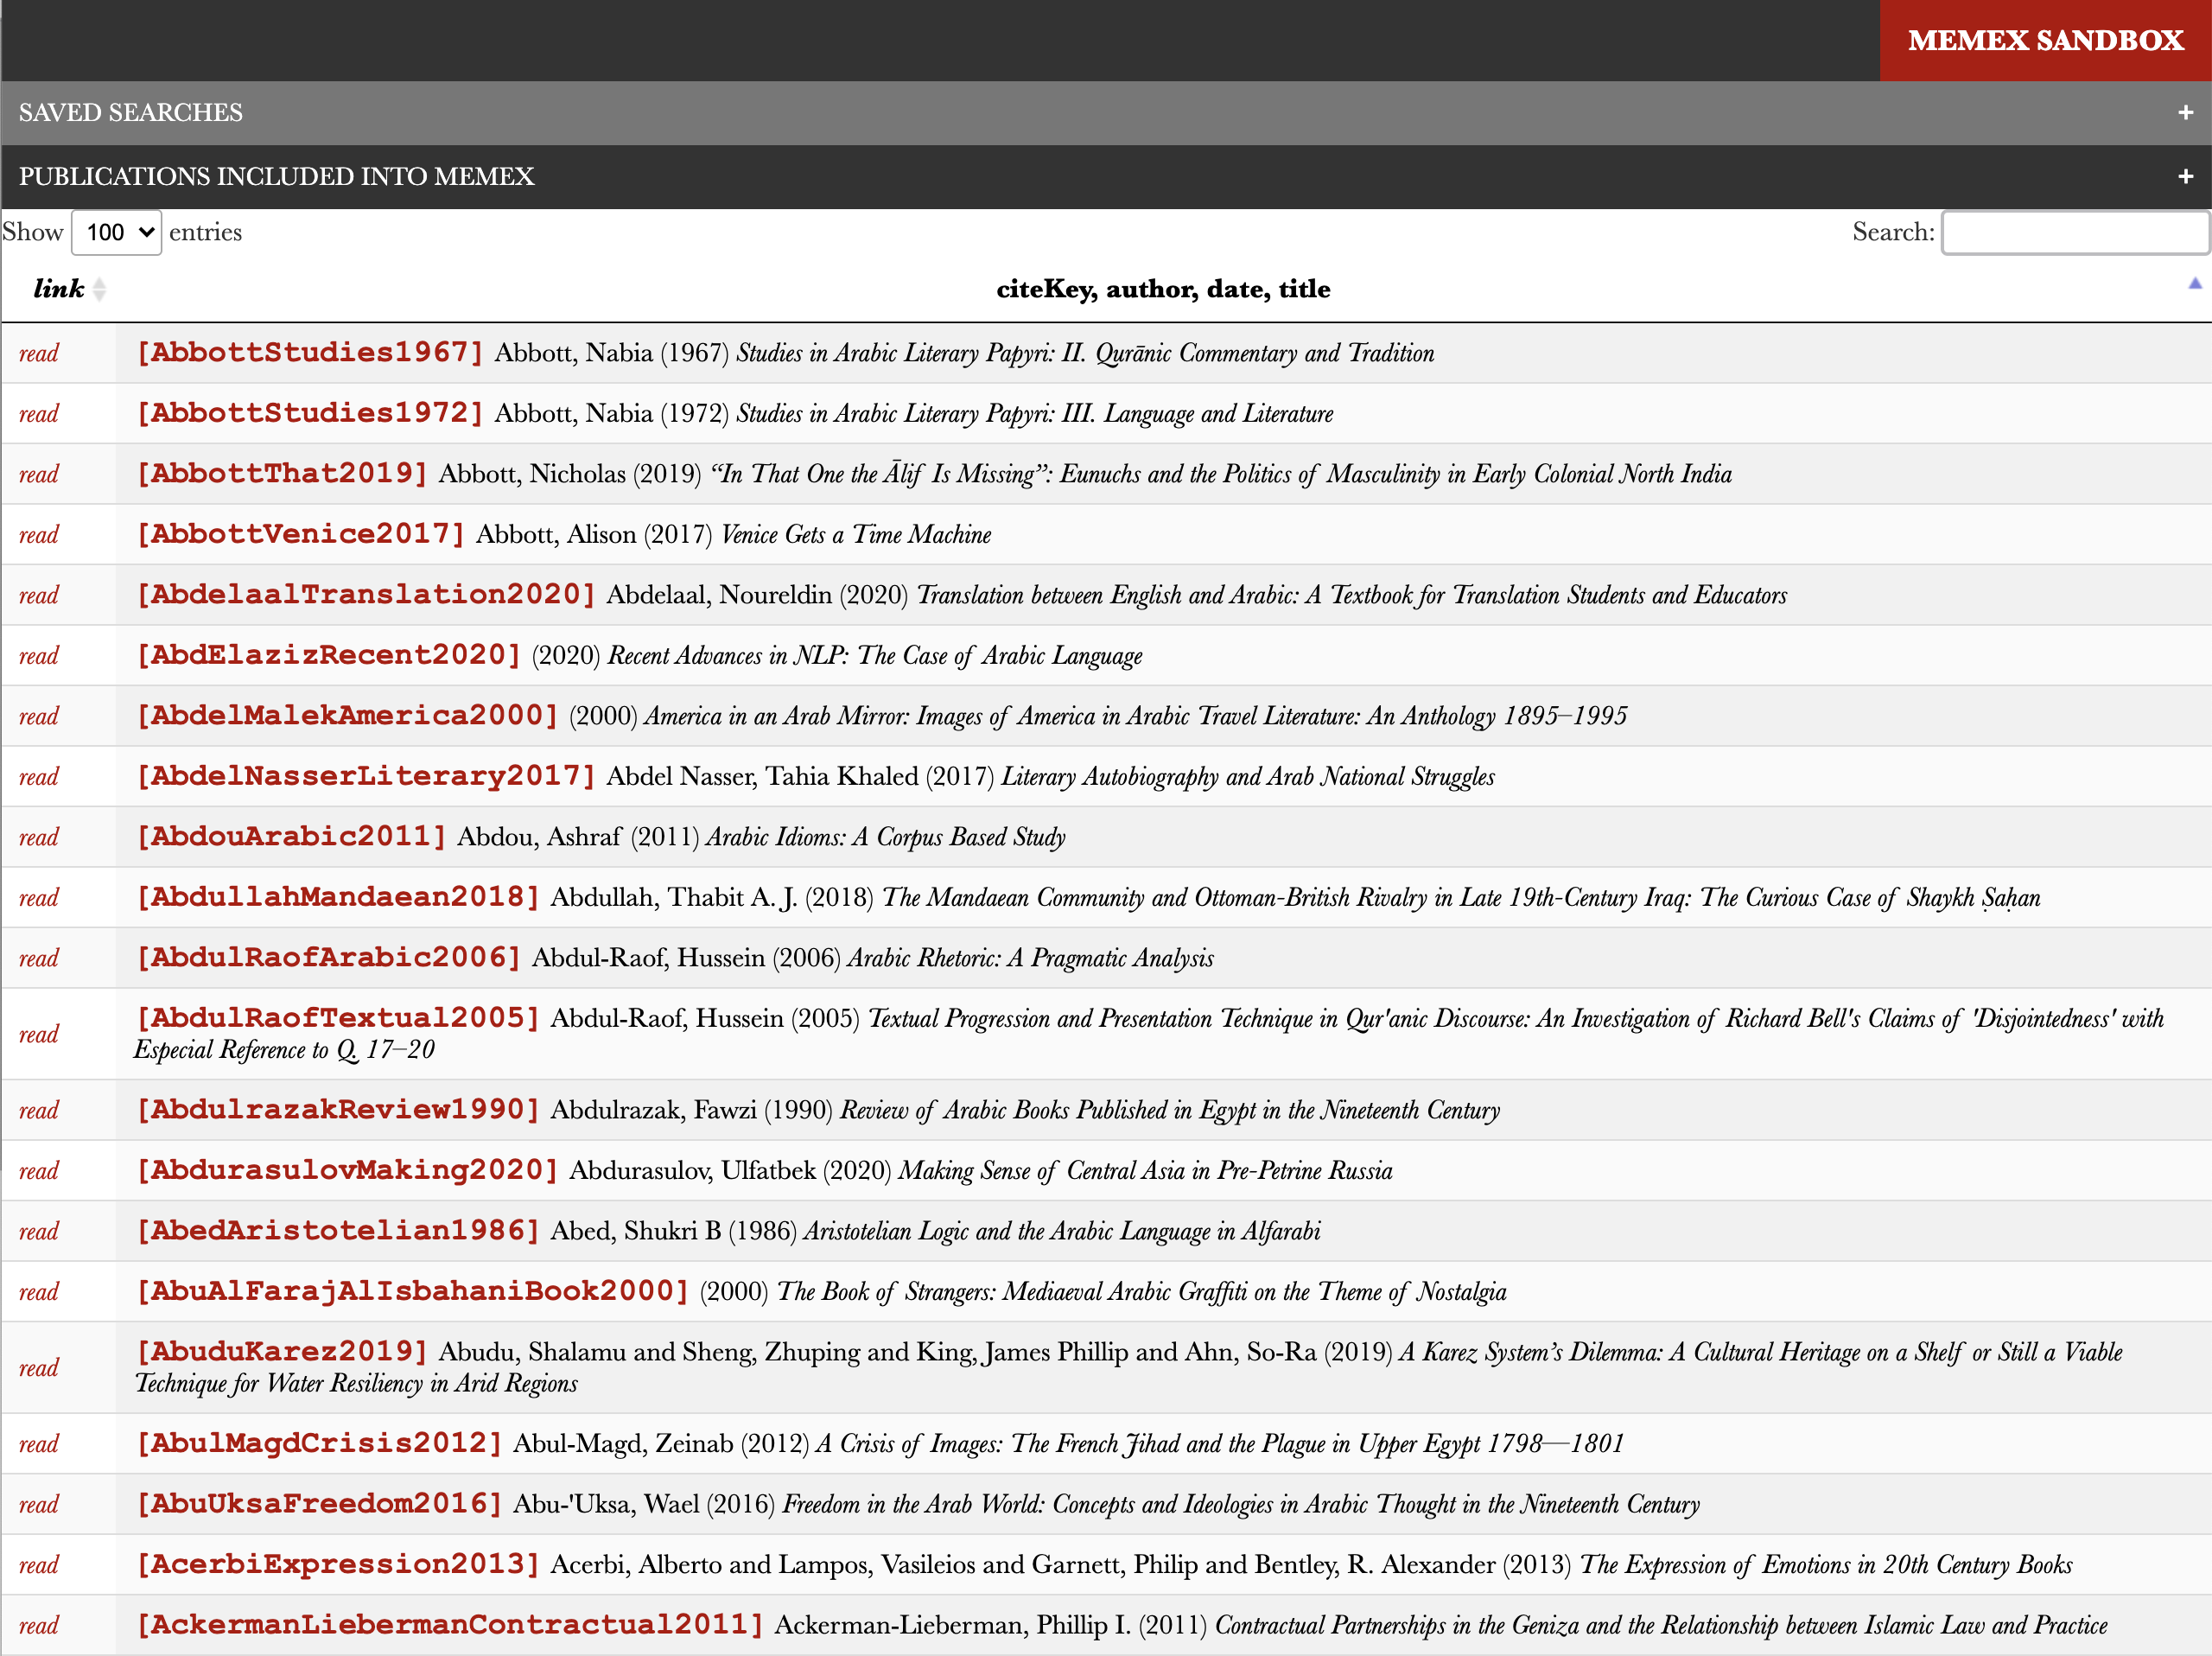 MEMEX SANDBOX
SAVED SEARCHES +
PUBLICATIONS INCLUDED INTO MEMEX +
Show 100 entries Search:
link citeKey, author, date, title
read [AbbottStudies1967] Abbott, Nabia (1967) Studies in Arabic Literary Papyri: II. Qurānic Commentary and Tradition
read [AbbottStudies1972] Abbott, Nabia (1972) Studies in Arabic Literary Papyri: III. Language and Literature
read [AbbottThat2019] Abbott, Nicholas (2019) “In That One the Ālif Is Missing”: Eunuchs and the Politics of Masculinity in Early Colonial North India
read [AbbottVenice2017] Abbott, Alison (2017) Venice Gets a Time Machine
read [AbdelaalTranslation2020] Abdelaal, Noureldin (2020) Translation between English and Arabic: A Textbook for Translation Students and Educators
read [AbdElazizRecent2020] (2020) Recent Advances in NLP: The Case of Arabic Language
read [AbdelMalekAmerica2000] (2000) America in an Arab Mirror: Images of America in Arabic Travel Literature: An Anthology 1895–1995
read [AbdelNasserLiterary2017] Abdel Nasser, Tahia Khaled (2017) Literary Autobiography and Arab National Struggles
read [AbdouArabic2011] Abdou, Ashraf (2011) Arabic Idioms: A Corpus Based Study
read [AbdullahMandaean2018] Abdullah, Thabit A. J. (2018) The Mandaean Community and Ottoman-British Rivalry in Late 19th-Century Iraq: The Curious Case of Shaykh Ṣaḥan
read [AbdulRaofArabic2006] Abdul-Raof, Hussein (2006) Arabic Rhetoric: A Pragmatic Analysis
read [AbdulRaofTextual2005] Abdul-Raof, Hussein (2005) Textual Progression and Presentation Technique in Qur'anic Discourse: An Investigation of Richard Bell's Claims of 'Disjointedness' with
Especial Reference to Q. 17–20
read [AbdulrazakReview1990] Abdulrazak, Fawzi (1990) Review of Arabic Books Published in Egypt in the Nineteenth Century
read [AbdurasulovMaking2020] Abdurasulov, Ulfatbek (2020) Making Sense of Central Asia in Pre-Petrine Russia
read [AbedAristotelian1986] Abed, Shukri B (1986) Aristotelian Logic and the Arabic Language in Alfarabi
read [AbuAlFarajAlIsbahaniBook2000] (2000) The Book of Strangers: Mediaeval Arabic Graffiti on the Theme of Nostalgia
read [AbuduKarez2019] Abudu, Shalamu and Sheng, Zhuping and King, James Phillip and Ahn, So-Ra (2019) A Karez System’s Dilemma: A Cultural Heritage on a Shelf or Still a Viable
Technique for Water Resiliency in Arid Regions
read [AbulMagdCrisis2012] Abul-Magd, Zeinab (2012) A Crisis of Images: The French Jihad and the Plague in Upper Egypt 1798—1801
read [AbuUksaFreedom2016] Abu-'Uksa, Wael (2016) Freedom in the Arab World: Concepts and Ideologies in Arabic Thought in the Nineteenth Century
read [AcerbiExpression2013] Acerbi, Alberto and Lampos, Vasileios and Garnett, Philip and Bentley, R. Alexander (2013) The Expression of Emotions in 20th Century Books
read [AckermanLiebermanContractual2011] Ackerman-Lieberman, Phillip I. (2011) Contractual Partnerships in the Geniza and the Relationship between Islamic Law and Practice